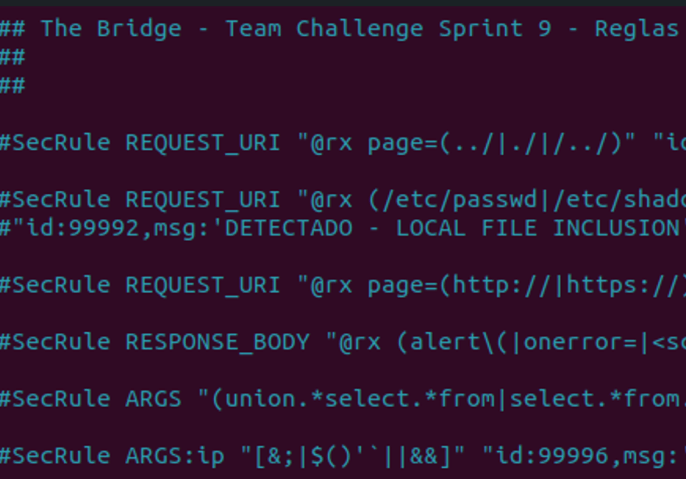 ## The Bridge - Team Challenge Sprint 9 - Reglas
##
##
#SecRule REQUEST_URI "@rx page=(../|./|/../)" "id
#SecRule REQUEST_URI "@rx (/etc/passwd|/etc/shado
#"id:99992,msg:'DETECTADO - LOCAL FILE INCLUSION'
#SecRule REQUEST_URI "@rx page=(http://|https://)
#SecRule RESPONSE_BODY "@rx (alert\(|onerror=|<sc
#SecRule ARGS "(union.*select.*from|select.*from.
#SecRule ARGS:ip "[&;|$()'`||&&]" "id:99996,msg:'